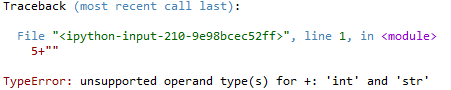 Traceback (most recent call last):
File "<ipython-input-210-9e98bcec52ff>", line 1, in <module>
5+""
TypeError: unsupported operand type(s) for +: 'int' and 'str'